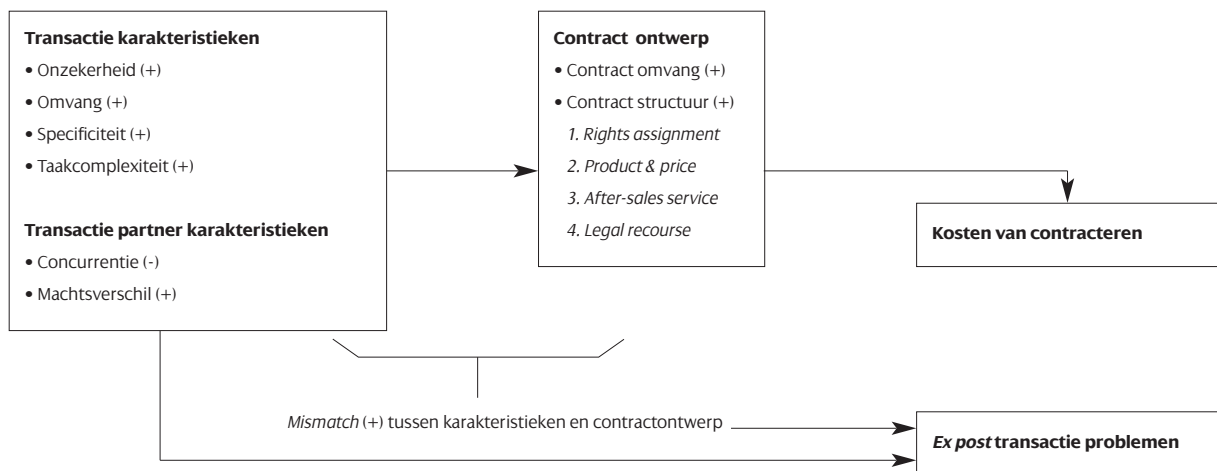 Transactie karakteristieken
• Onzekerheid (+)
• Omvang (+)
• Specificiteit (+)
• Taakcomplexiteit (+)
Transactie partner karakteristieken
• Concurrentie (-)
• Machtsverschil (+)
Contract ontwerp
• Contract omvang (+)
• Contract structuur (+)
1. Rights assignment
2. Product & price
3. After-sales service
4. Legal recourse
Kosten van contracteren
Mismatch (+) tussen karakteristieken en contractontwerp
Ex post transactie problemen